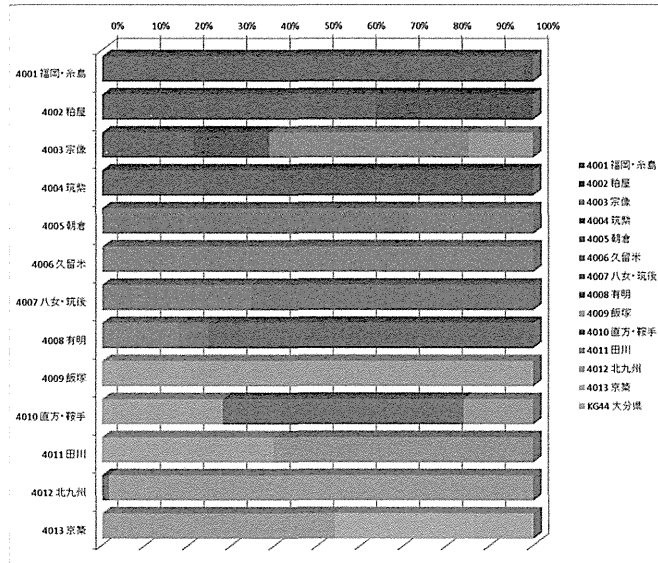 0% 10% 20% 30% 40% 50% 60% 70% 80% 90% 100%
4001 福岡・糸島
4002 粕屋
4003 宗像
4004 筑紫
4005 朝倉
4006 久留米
4007 八女・筑後
4008 有明
4009 飯塚
4010 直方・鞍手
4011 田川
4012 北九州
4013 京築
■4001 福岡・糸島
■4002 粕屋
■4003 宗像
■4004 筑紫
■4005 朝倉
■4006 久留米
■4007 八女・筑後
■4008 有明
■4009 飯塚
■4010 直方・鞍手
■4011 田川
■4012 北九州
■4013 京築
■KG44 大分県